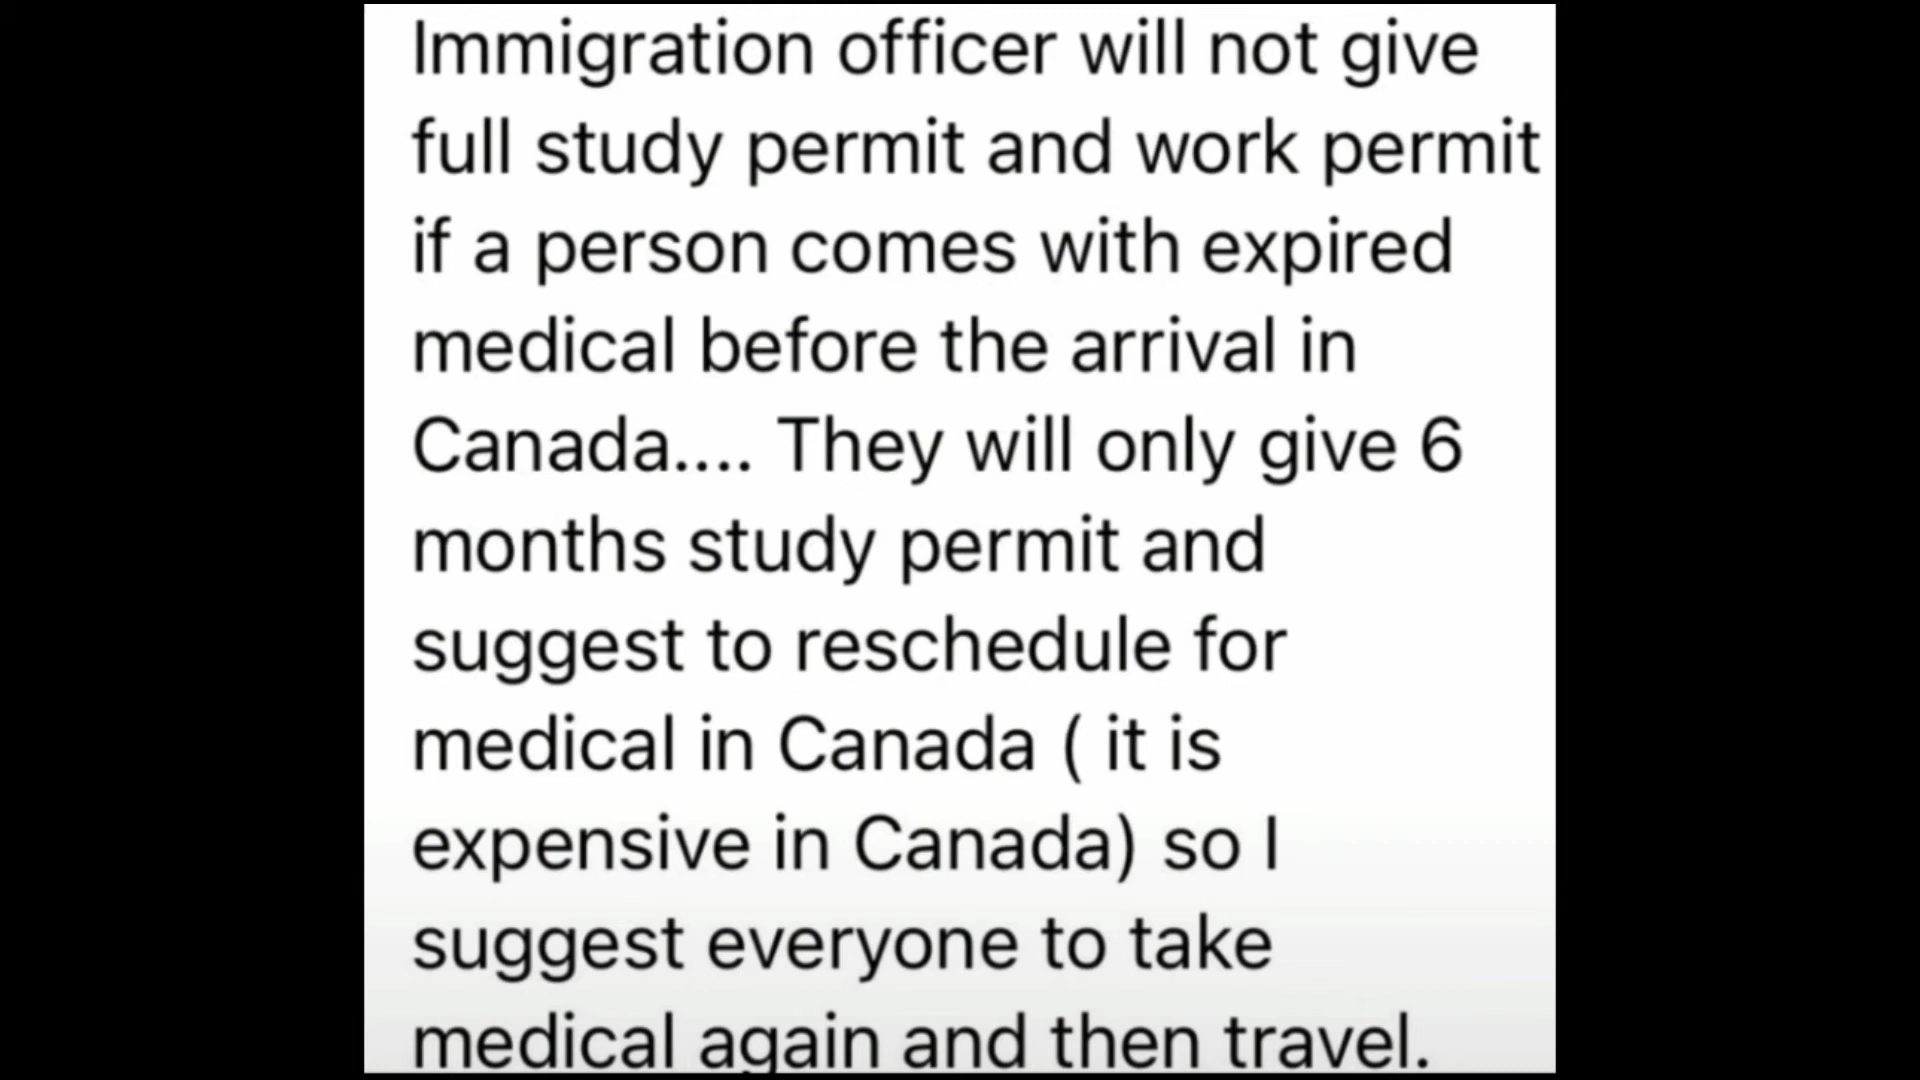 Immigration officer will not give
full study permit and work permit
if a person comes with expired
medical before the arrival in
Canada.... They will only give 6
months study permit and
suggest to reschedule for
medical in Canada ( it is
expensive in Canada) so I
suggest everyone to take
medical again and then travel.